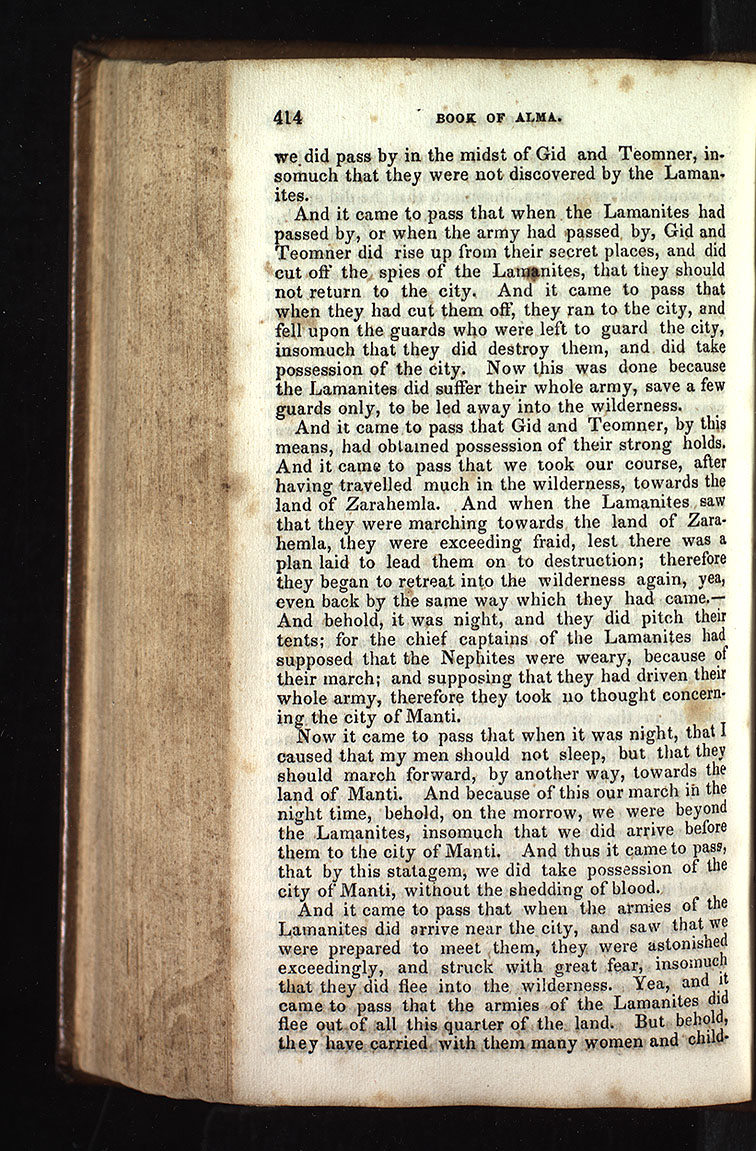 414 BOOK OF ALMA.
we did pass by in the midst of Gid and Teomner, in-
somuch that they were not discovered by the Laman-
ites.
And it came to pass that when the Lamanites had
passed by, or when the army had passed by, Gid and
Teomner did rise up from their secret places, and did
cut off the spies of the Lamanites, that they should
not return to the city. And it came to pass that
when they had cut them off, they ran to the city, and
fell upon the guards who were left to guard the city,
insomuch that they did destroy them, and did take
possession of the city. Now this was done because
the Lamanites did suffer their whole army, save a few
guards only, to be led away into the wilderness.
And it came to pass that Gid and Teomner, by this
means, had obtained possession of their strong holds.
And it came to pass that we took our course, after
having travelled much in the wilderness, towards the
land of Zarahemla. And when the Lamanites saw
that they were marching towards the land of Zara-
hemla, they were exceeding fraid, lest there was a
plan laid to lead them on to destruction; therefore
they began to retreat into the wilderness again, yea,
even back by the same way which they had came.—
And behold, it was night, and they did pitch their
tents; for the chief captains of the Lamanites had
supposed that the Nephites were weary, because of
their march; and supposing that they had driven their
whole army, therefore they took no thought concern-
ing the city of Manti.
Now it came to pass that when it was night, that I
caused that my men should not sleep, but that they
should march forward, by another way, towards the
land of Manti. And because of this our march in the
night time, behold, on the morrow, we were beyond
the Lamanites, insomuch that we did arrive before
them to the city of Manti. And thus it came to pass,
that by this statagem, we did take possession of the
city of Manti, without the shedding of blood.
And it came to pass that when the armies of the
Lamanites did arrive near the city, and saw that we
were prepared to meet them, they were astonished
exceedingly, and struck with great fear, insomuch
that they did flee into the wilderness. Yea, and it
came to pass that the armies of the Lamanites did
flee out of all this quarter of the land. But behold,
they have carried with them many women and child-